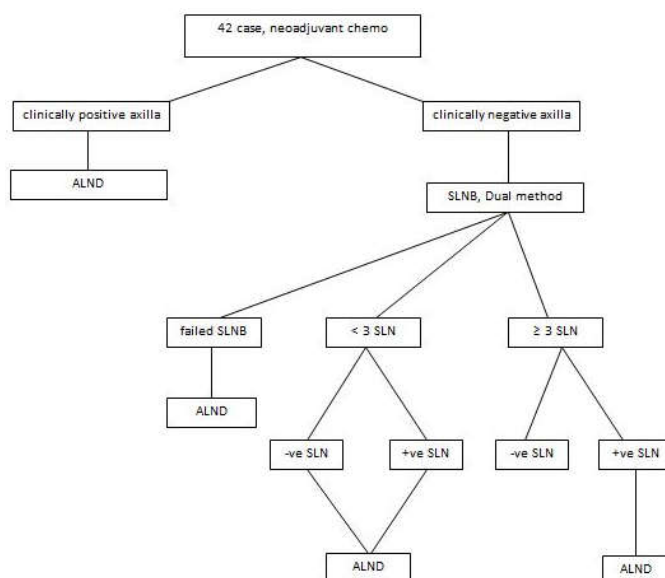 42 case, neoadjuvant chemo
clinically positive axilla
clinically negative axilla
ALND
SLNB, Dual method
failed SLNB
< 3 SLN
≥ 3 SLN
ALND
-ve SLN
+ve SLN
-ve SLN
+ve SLN
ALND
ALND